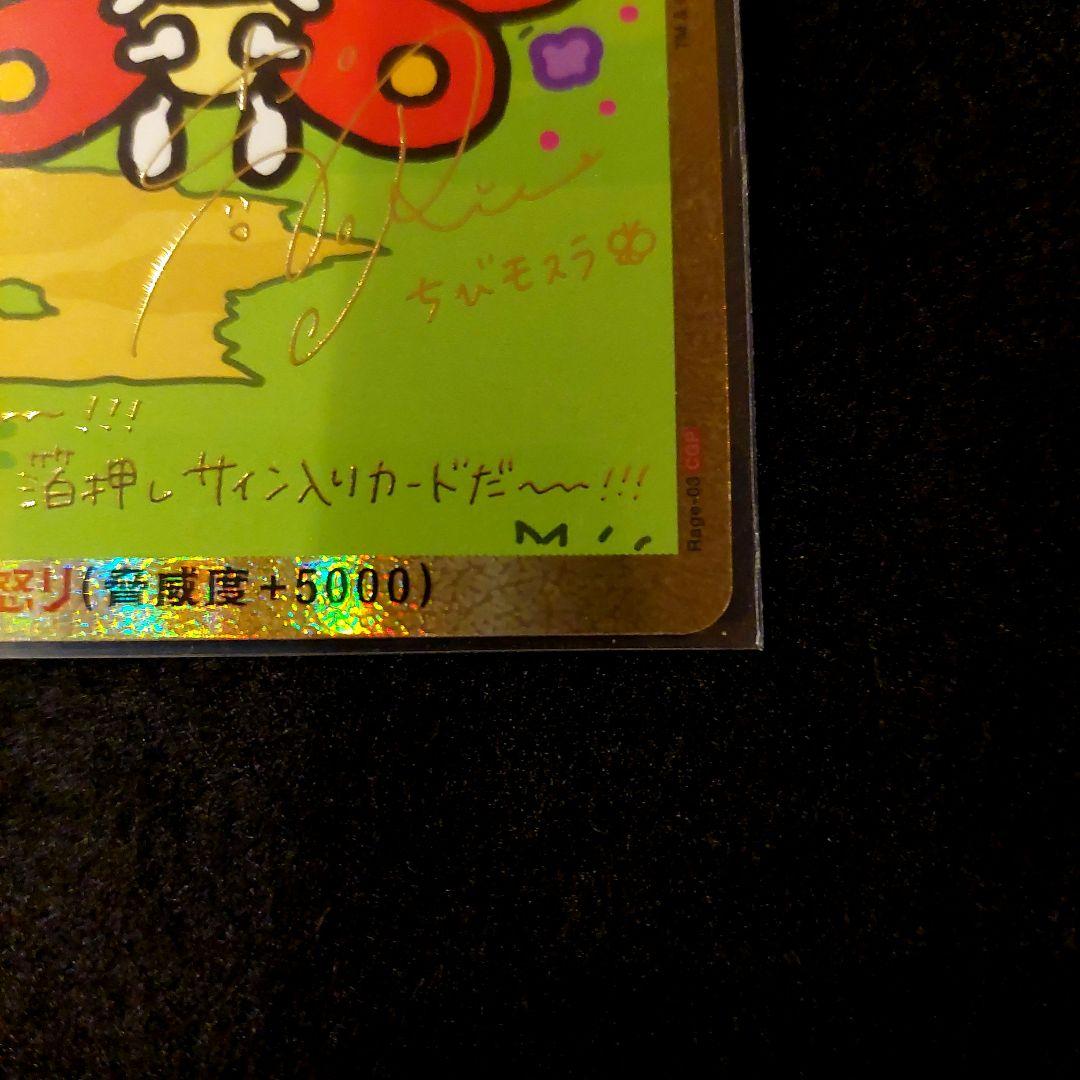 TM &
ちびモスラ
〜!!!
箔押しサイン入りカードだ〜〜!!!
Rage-03 CGP
怒り(脅威度+5000)